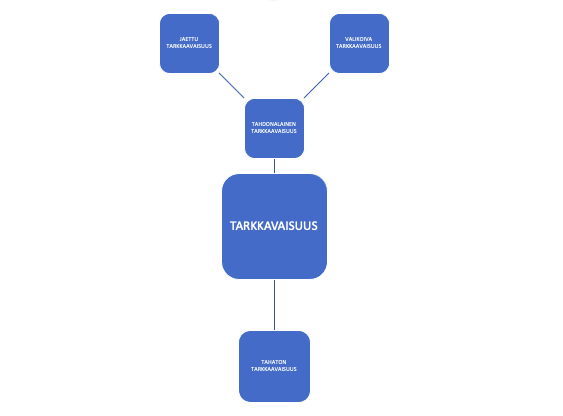 JAETTU
TARKKAAVAISUUS
VALIKOIVA
TARKKAAVAISUUS
TAHDONALAINEN
TARKKAAVAISUUS
TARKKAVAISUUS
TAHATON
TARKKAAVAISUUS